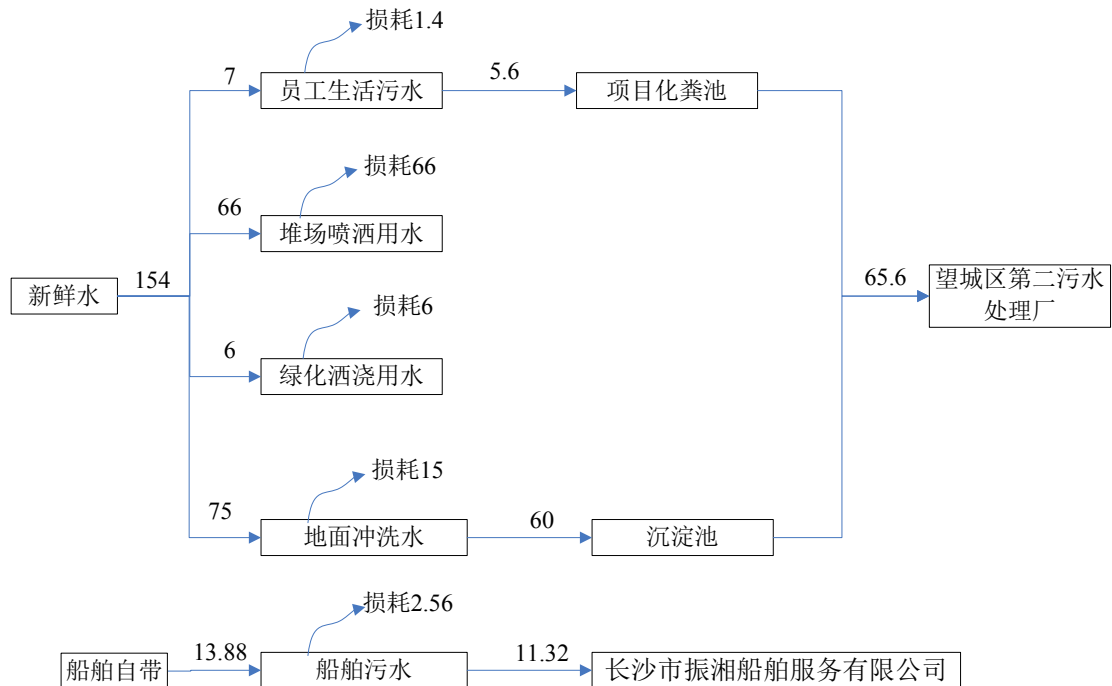 损耗1.4
7
员工生活污水
5.6
项目化粪池
损耗66
66
堆场喷洒用水
新鲜水
154
65.6
望城区第二污水
处理厂
损耗6
6
绿化洒浇用水
损耗15
75
地面冲洗水
60
沉淀池
损耗2.56
船舶自带
13.88
船舶污水
11.32
长沙市振湘船舶服务有限公司